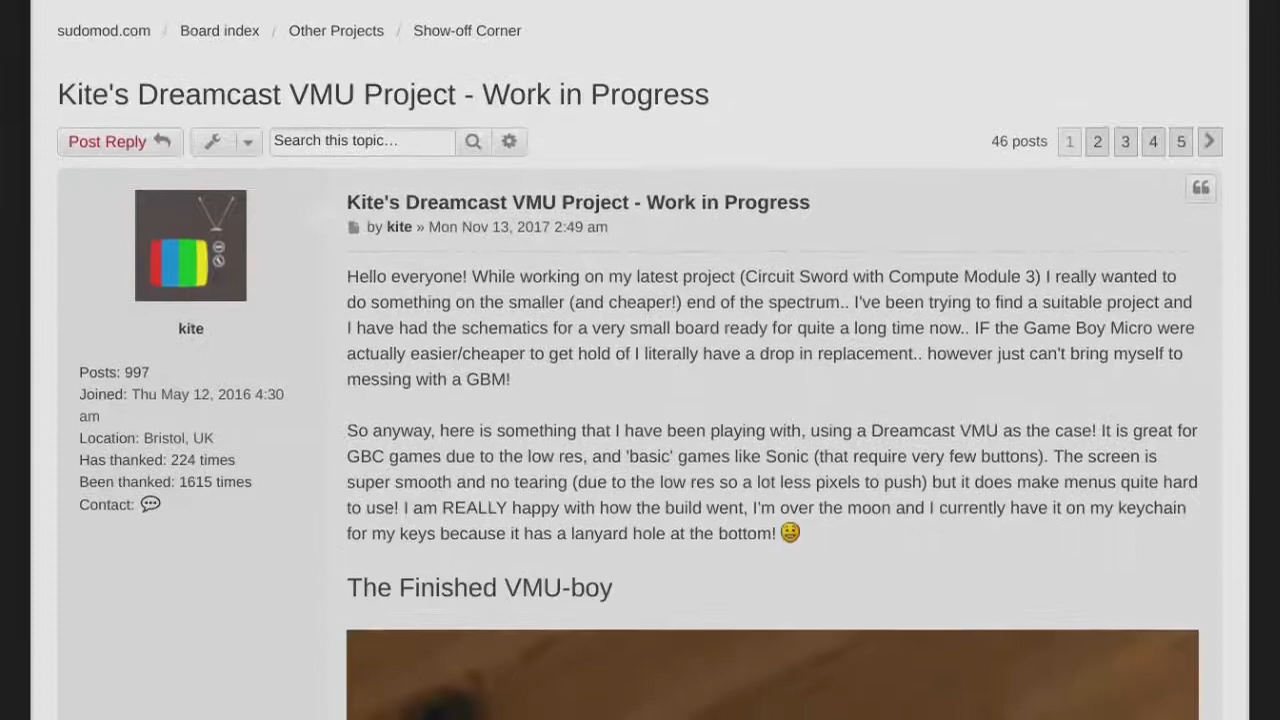 sudomod.com / Board index / Other Projects / Show-off Corner
Kite's Dreamcast VMU Project - Work in Progress
Post Reply
Search this topic…
46 posts 1 2 3 4 5
Kite's Dreamcast VMU Project - Work in Progress
by kite » Mon Nov 13, 2017 2:49 am
kite
Posts: 997
Joined: Thu May 12, 2016 4:30
am
Location: Bristol, UK
Has thanked: 224 times
Been thanked: 1615 times
Contact:
Hello everyone! While working on my latest project (Circuit Sword with Compute Module 3) I really wanted to
do something on the smaller (and cheaper!) end of the spectrum.. I've been trying to find a suitable project and
I have had the schematics for a very small board ready for quite a long time now.. IF the Game Boy Micro were
actually easier/cheaper to get hold of I literally have a drop in replacement.. however just can't bring myself to
messing with a GBM!
So anyway, here is something that I have been playing with, using a Dreamcast VMU as the case! It is great for
GBC games due to the low res, and 'basic' games like Sonic (that require very few buttons). The screen is
super smooth and no tearing (due to the low res so a lot less pixels to push) but it does make menus quite hard
to use! I am REALLY happy with how the build went, I'm over the moon and I currently have it on my keychain
for my keys because it has a lanyard hole at the bottom!
The Finished VMU-boy